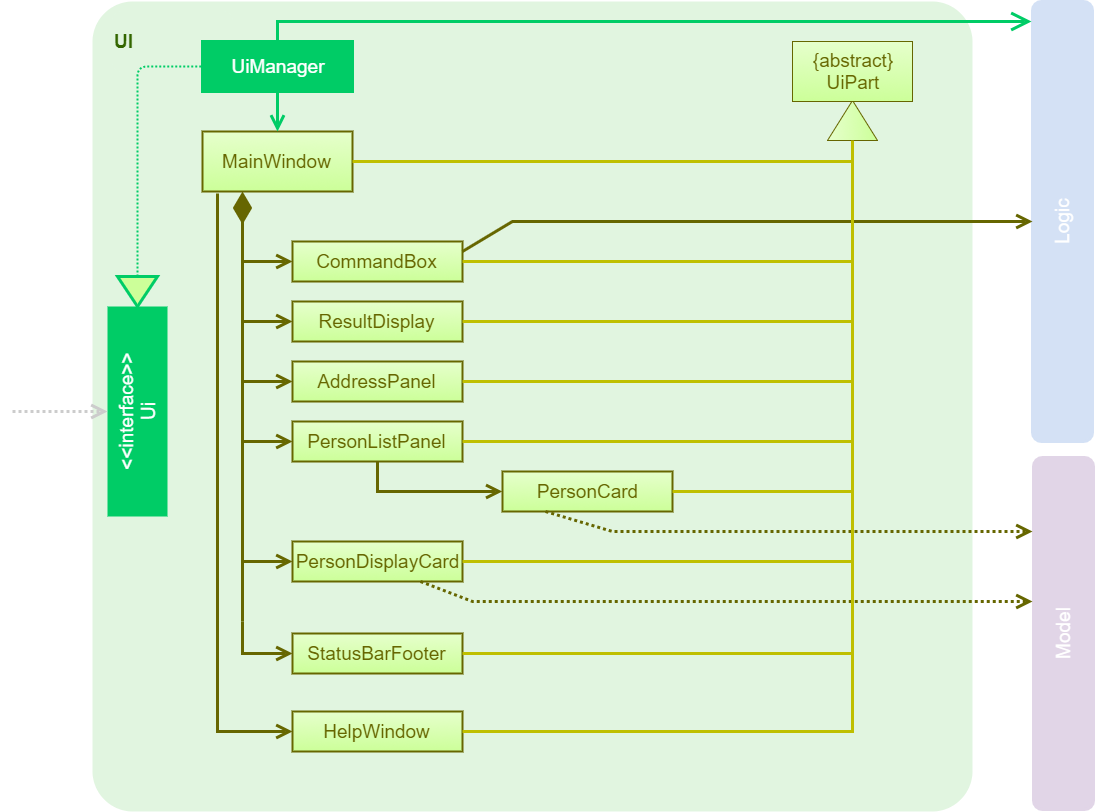 UI
UiManager
{abstract}
UiPart
MainWindow
Logic
CommandBox
ResultDisplay
AddressPanel
<<interface>>
Ui
PersonListPanel
PersonCard
PersonDisplayCard
Model
StatusBarFooter
HelpWindow